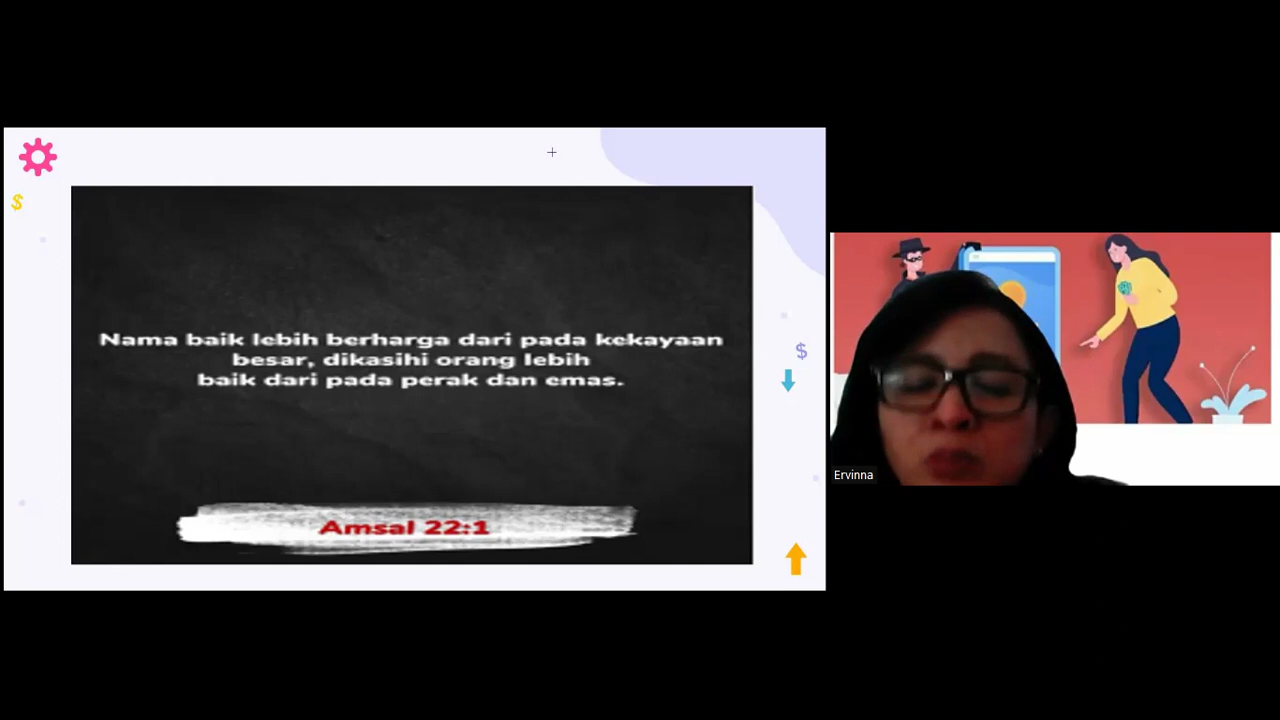 Nama baik lebih berharga dari pada kekayaan
besar, dikasihi orang lebih
baik dari pada perak dan emas.
Amsal 22:1
$
$
Ervinna